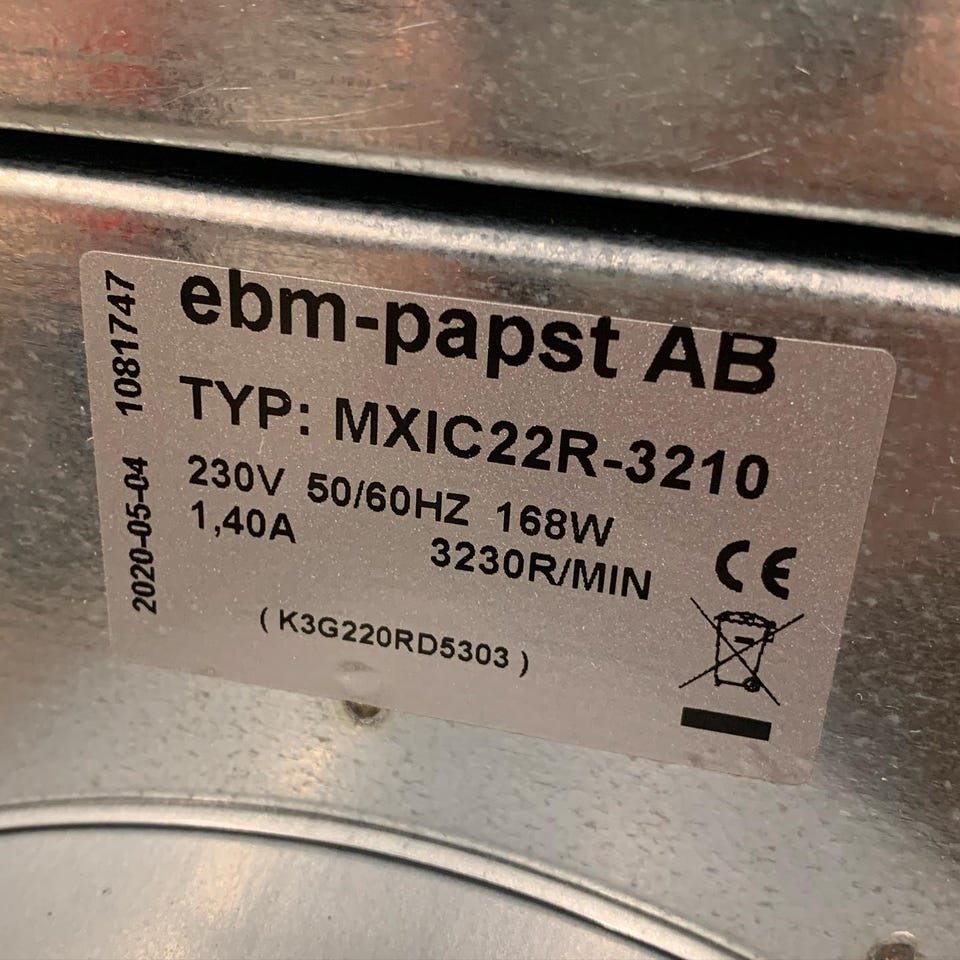 ebm-papst AB
TYP: MXIC22R-3210
230V 50/60HZ 168W
1,40A 3230R/MIN
( K3G220RD5303 )
CE
2020-05-04 1081747